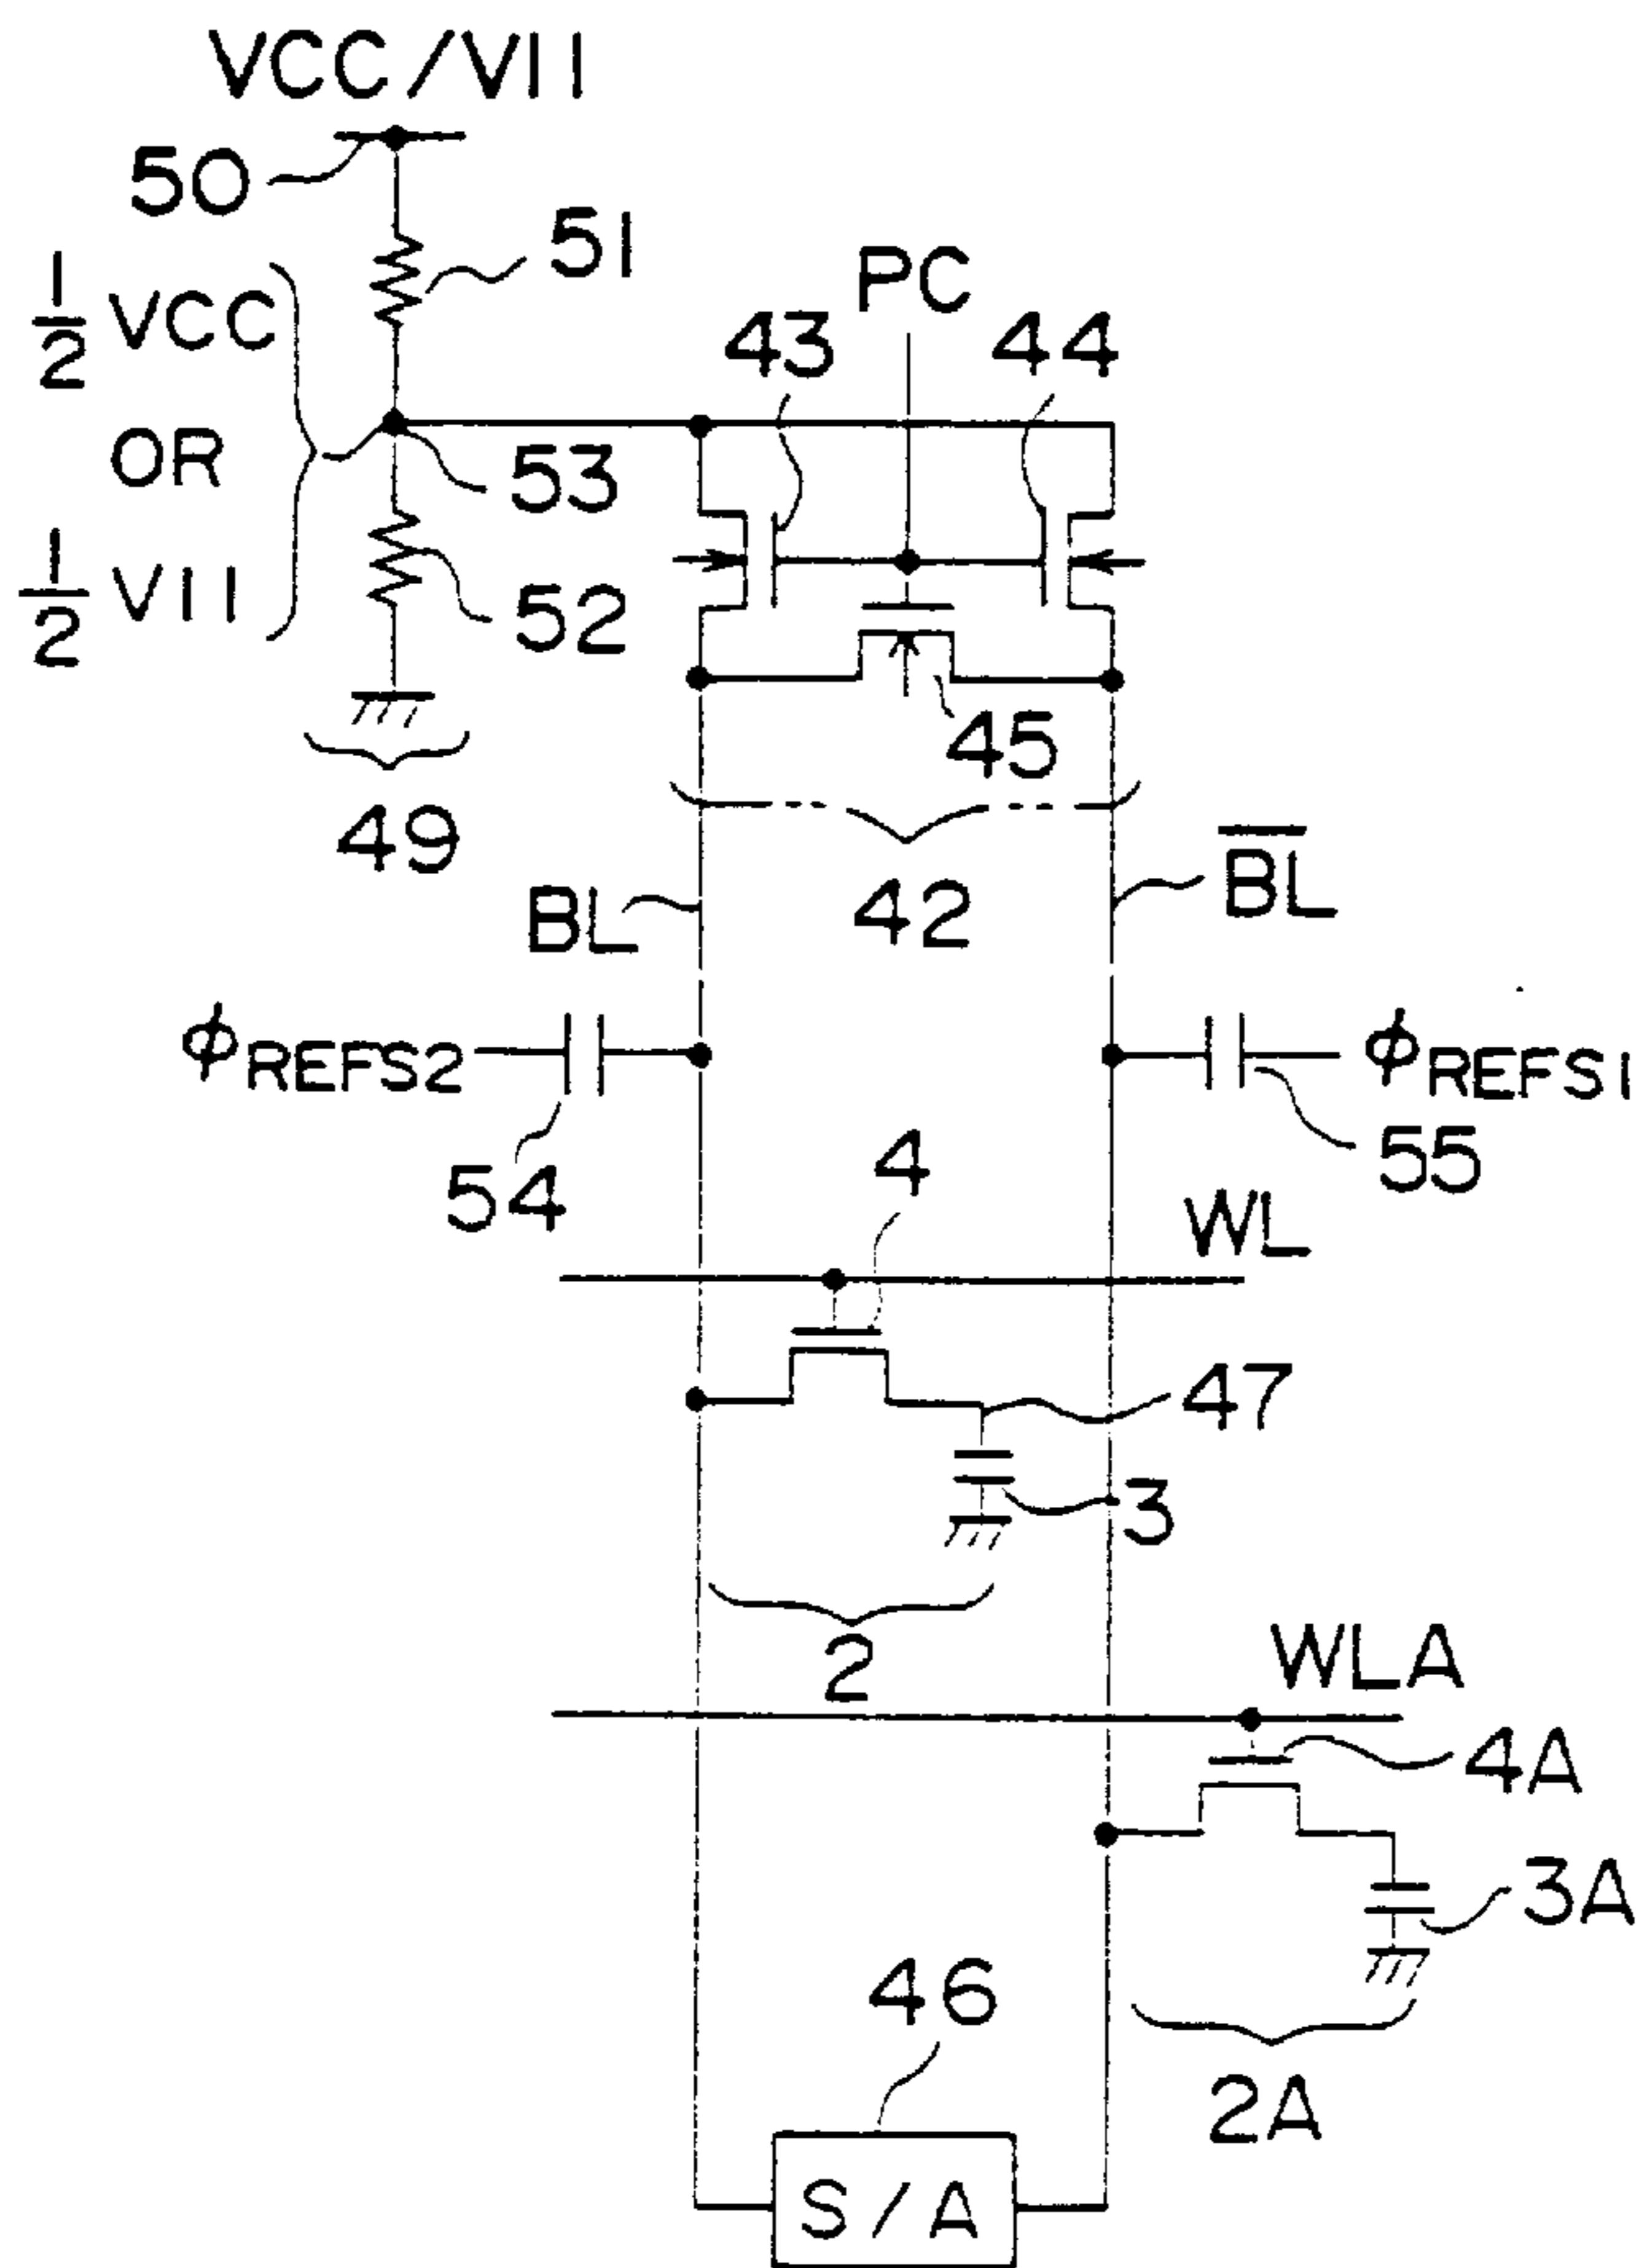 VCC/VII
50
51
1/2 VCC
OR
1/2 VII
PC
43
44
53
52
45
49
42
BL
B̅L̅
ϕREFS2
ϕREFS1
54
55
4
WL
47
3
2
WLA
4A
3A
46
2A
S/A